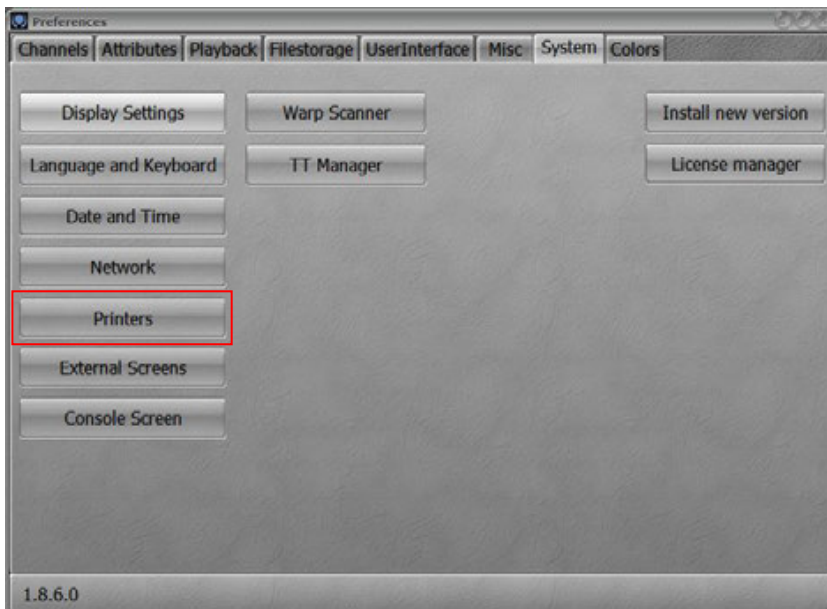 Preferences
Channels Attributes Playback Filestorage UserInterface Misc System Colors
Display Settings Warp Scanner Install new version
Language and Keyboard TT Manager License manager
Date and Time
Network
Printers
External Screens
Console Screen
1.8.6.0